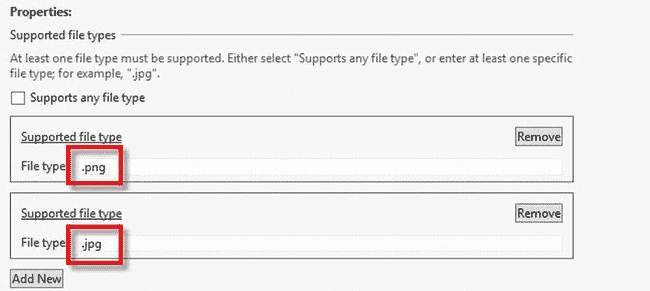 Properties:
Supported file types
At least one file type must be supported. Either select "Supports any file type", or enter at least one specific
file type; for example, ".jpg".
Supports any file type
Supported file type
Remove
File type .png
Supported file type
Remove
File type .jpg
Add New